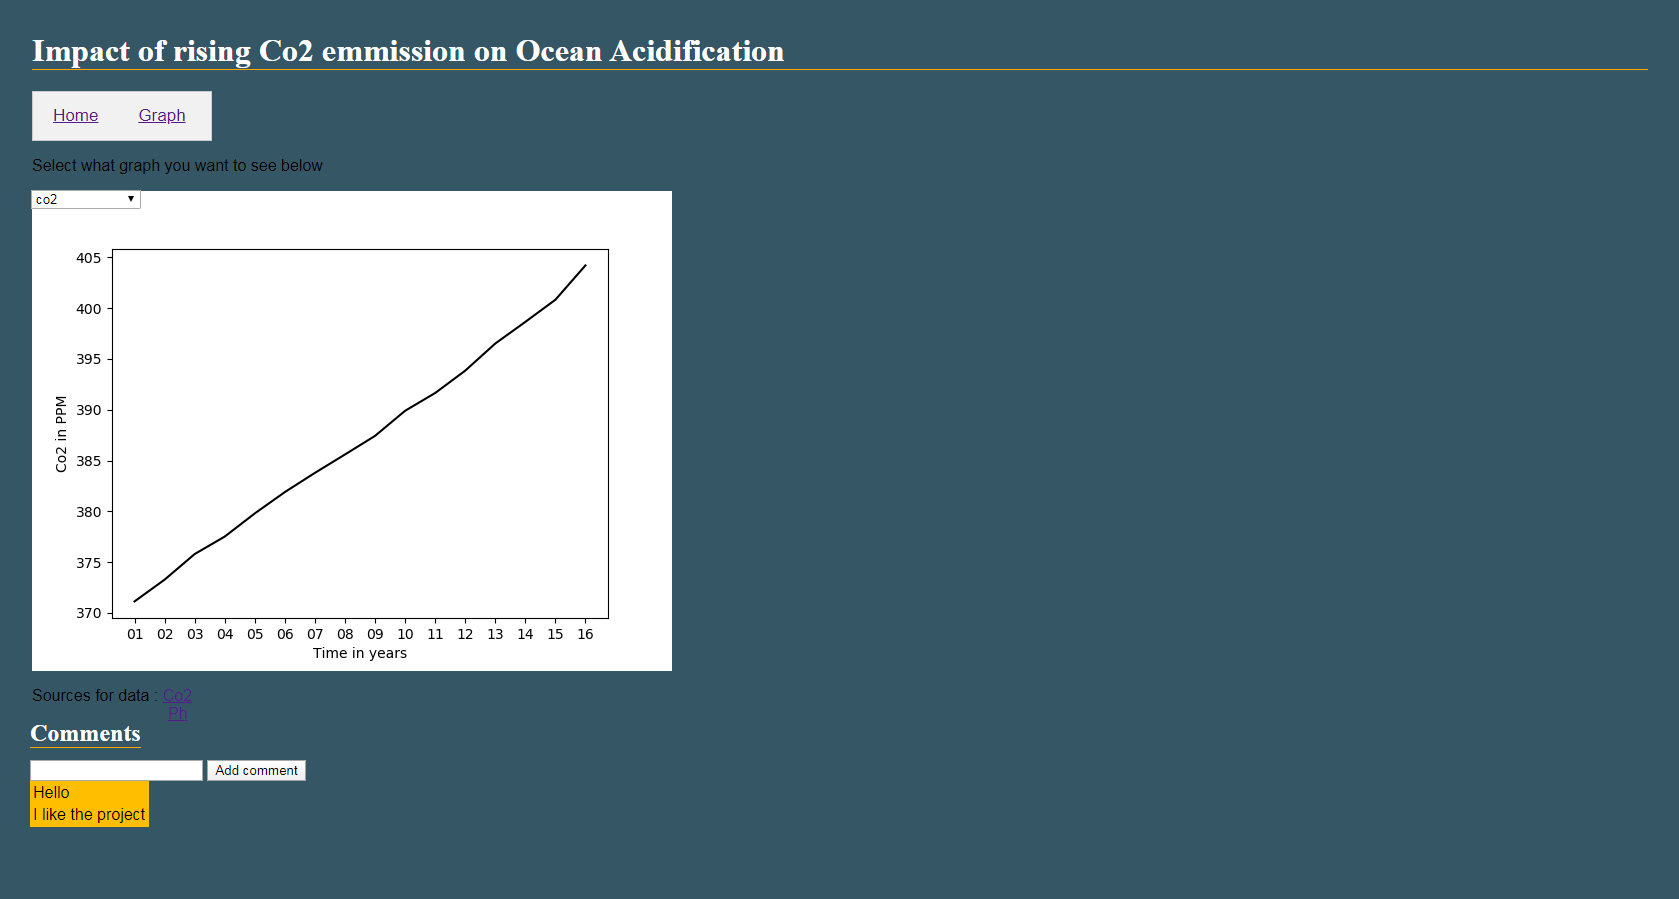 Impact of rising Co2 emmission on Ocean Acidification
Home Graph
Select what graph you want to see below
co2
405
400
395
390
385
380
375
370
Co2 in PPM
01 02 03 04 05 06 07 08 09 10 11 12 13 14 15 16
Time in years
Sources for data : Co2
Ph
Comments
Add comment
Hello
I like the project